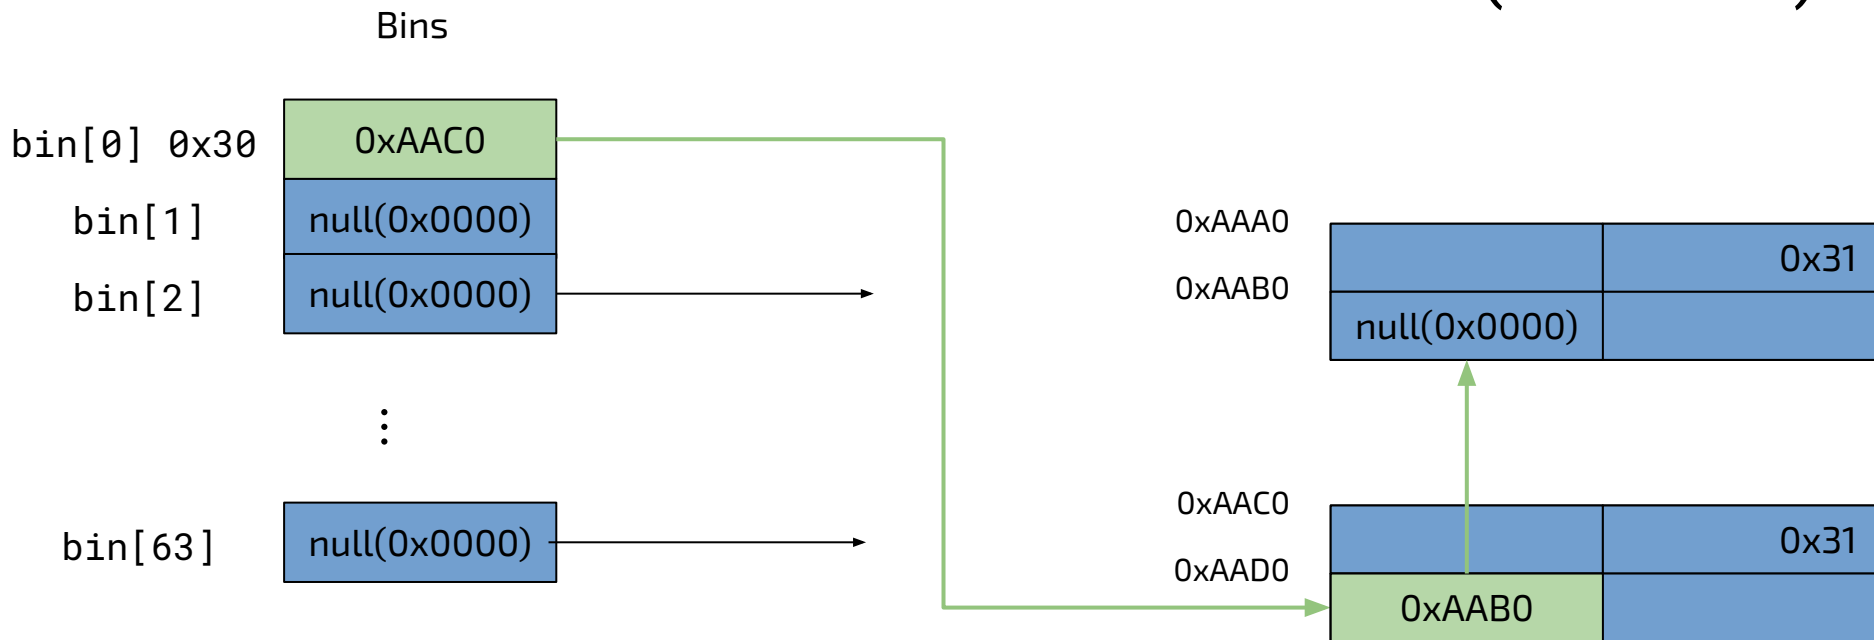 Bins
bin[0] 0x30
0xAAC0
bin[1]
null(0x0000)
bin[2]
null(0x0000)
⋮
bin[63]
null(0x0000)
0xAAA0
0x31
0xAAB0
null(0x0000)
0xAAC0
0x31
0xAAD0
0xAAB0